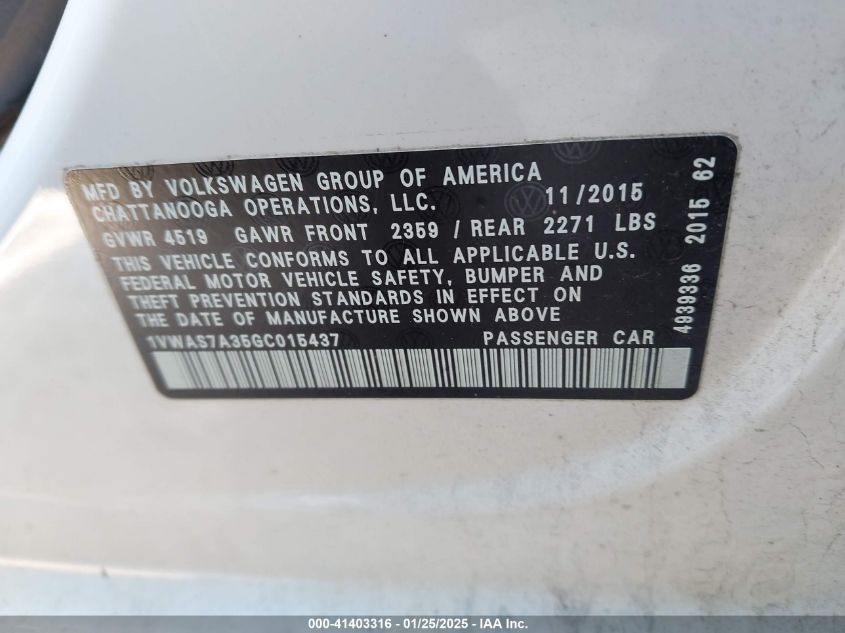 MFD BY VOLKSWAGEN GROUP OF AMERICA
CHATTANOOGA OPERATIONS, LLC. 11/2015
GVWR 4519 GAWR FRONT 2359 / REAR 2271 LBS
THIS VEHICLE CONFORMS TO ALL APPLICABLE U.S.
FEDERAL MOTOR VEHICLE SAFETY, BUMPER AND
THEFT PREVENTION STANDARDS IN EFFECT ON
THE DATE OF MANUFACTURE SHOWN ABOVE
1VWAS7A35GC015437 PASSENGER CAR
4939336 2015 62
000-41403316 - 01/25/2025 - IAA Inc.